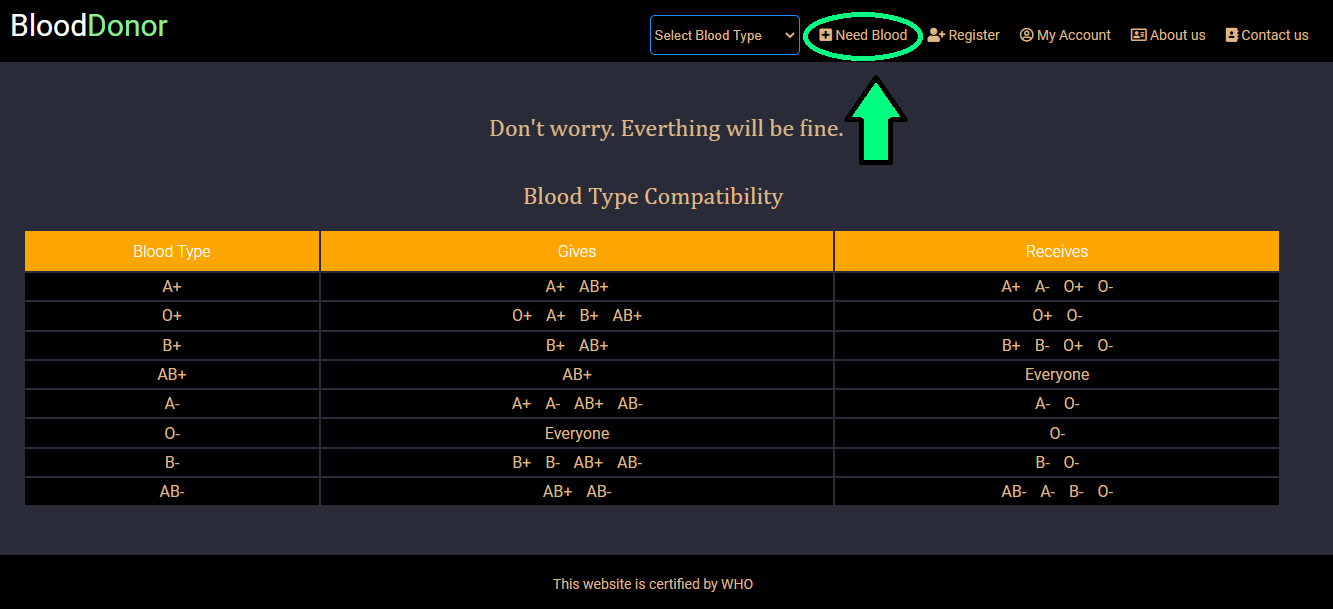 BloodDonor
Select Blood Type Need Blood Register My Account About us Contact us
Don't worry. Everthing will be fine.
Blood Type Compatibility
Blood Type Gives Receives
A+ A+ AB+ A+ A- O+ O-
O+ O+ A+ B+ AB+ O+ O-
B+ B+ AB+ B+ B- O+ O-
AB+ AB+ Everyone
A- A+ A- AB+ AB- A- O-
O- Everyone O-
B- B+ B- AB+ AB- B- O-
AB- AB+ AB- AB- A- B- O-
This website is certified by WHO